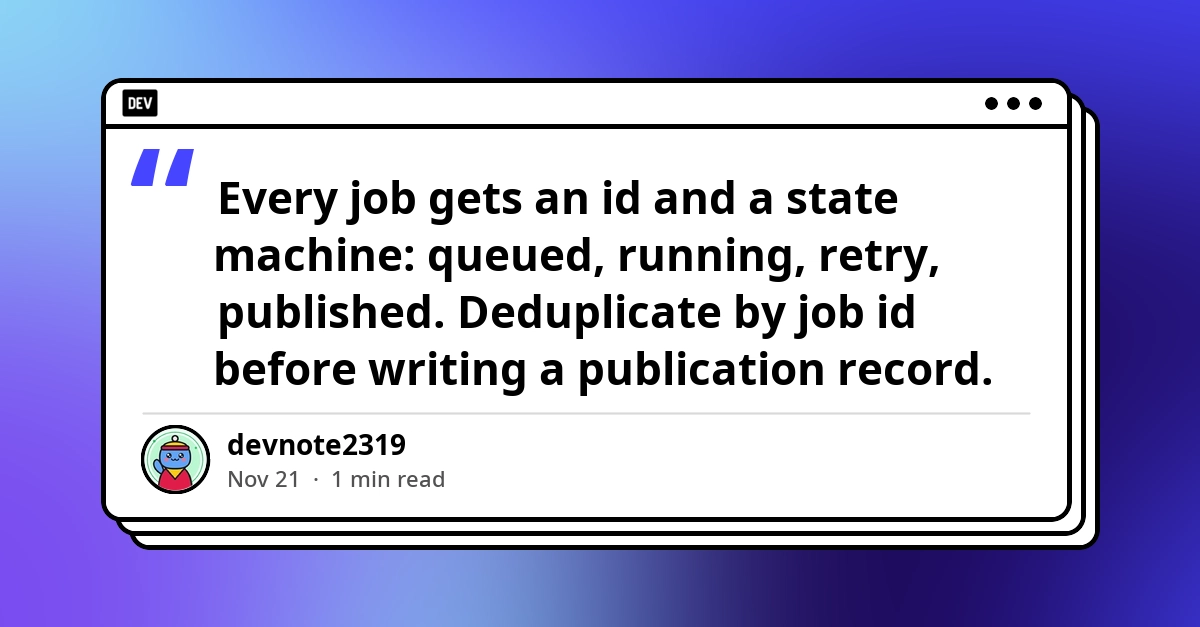 DEV
“Every job gets an id and a state
machine: queued, running, retry,
published. Deduplicate by job id
before writing a publication record.
devnote2319
Nov 21 · 1 min read